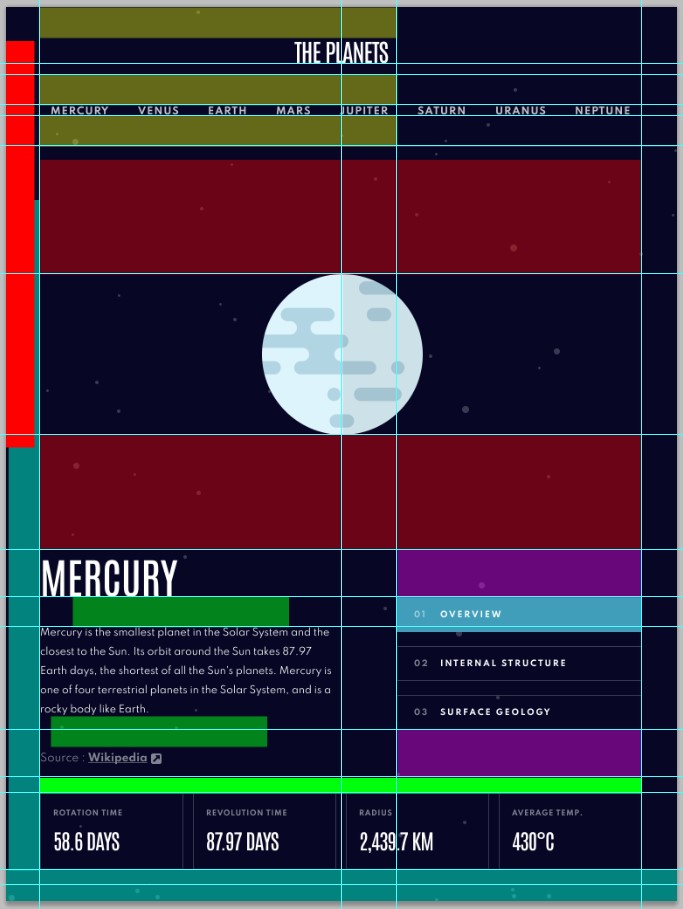 THE PLANETS
MERCURY VENUS EARTH MARS JUPITER SATURN URANUS NEPTUNE
MERCURY
Mercury is the smallest planet in the Solar System and the
closest to the Sun. Its orbit around the Sun takes 87.97
Earth days, the shortest of all the Sun's planets. Mercury is
one of four terrestrial planets in the Solar System, and is a
rocky body like Earth.
Source : Wikipedia
01 OVERVIEW
02 INTERNAL STRUCTURE
03 SURFACE GEOLOGY
ROTATION TIME
58.6 DAYS
REVOLUTION TIME
87.97 DAYS
RADIUS
2,439.7 KM
AVERAGE TEMP.
430°C